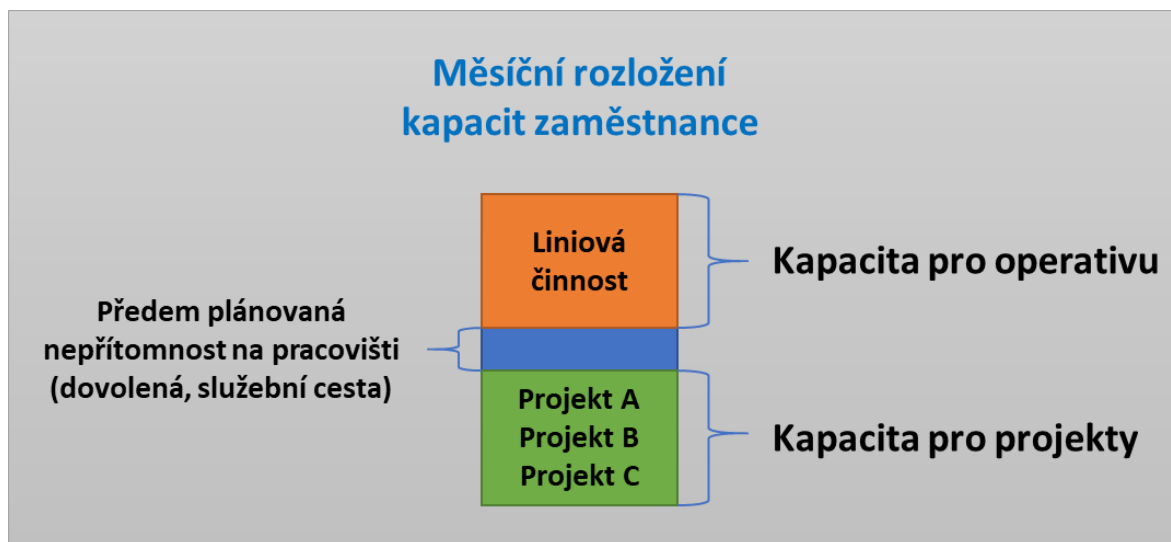 Měsíční rozložení
kapacit zaměstnance
Liniová
činnost
Kapacita pro operativu
Předem plánovaná
nepřítomnost na pracovišti
(dovolená, služební cesta)
Projekt A
Projekt B
Projekt C
Kapacita pro projekty